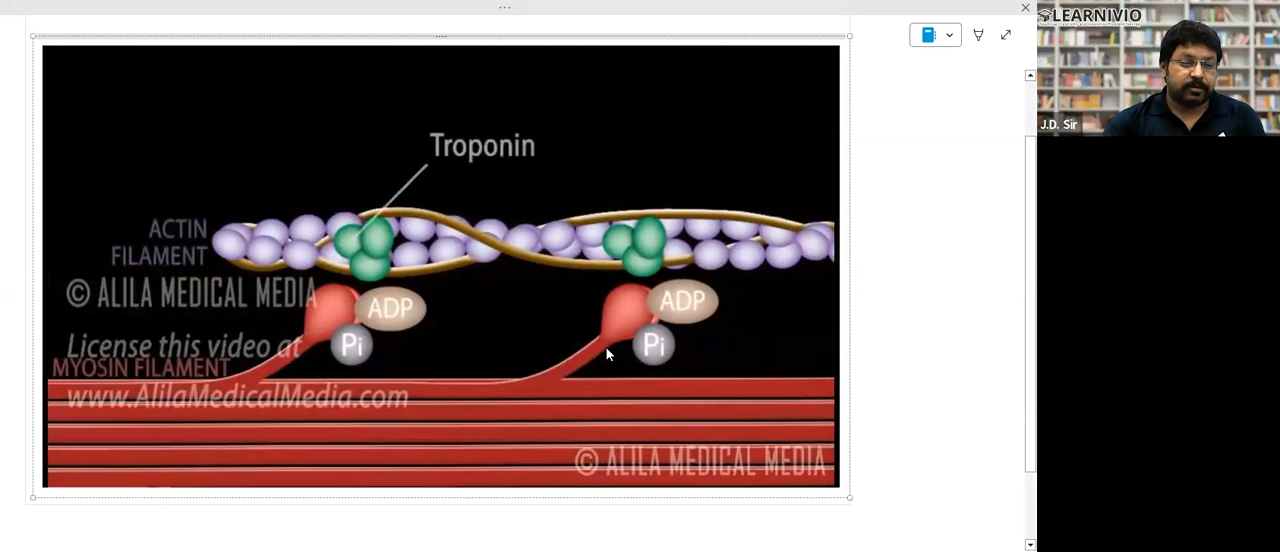 LEARNIVIO
J.D. Sir
Troponin
ACTIN
FILAMENT
© ALILA MEDICAL MEDIA
ADP
ADP
License this video at
Pi
Pi
MYOSIN FILAMENT
www.AlilaMedicalMedia.com
© ALILA MEDICAL MEDIA